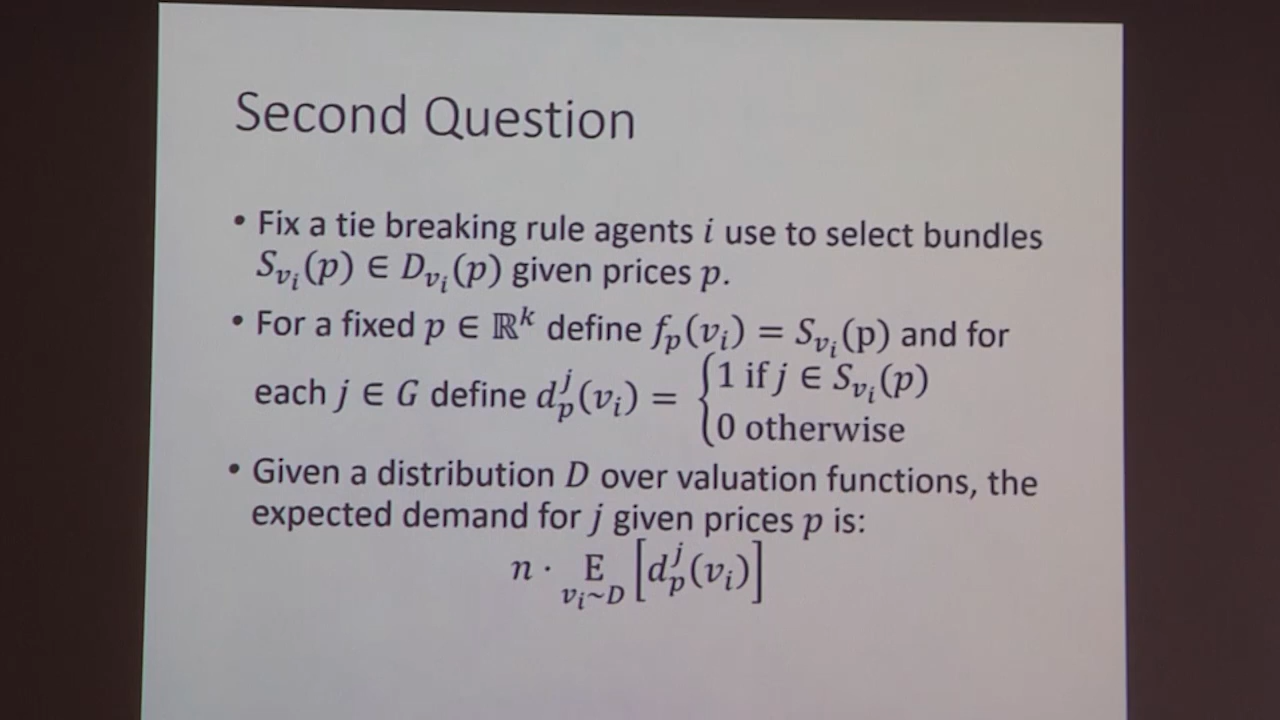 Second Question
• Fix a tie breaking rule agents i use to select bundles
S_{v_i}(p) ∈ D_{v_i}(p) given prices p.
• For a fixed p ∈ ℝ^k define f_p(v_i) = S_{v_i}(p) and for
each j ∈ G define d_p^j(v_i) = {1 if j ∈ S_{v_i}(p)
0 otherwise
• Given a distribution D over valuation functions, the
expected demand for j given prices p is:
n · E_{v_i~D} [d_p^j(v_i)]